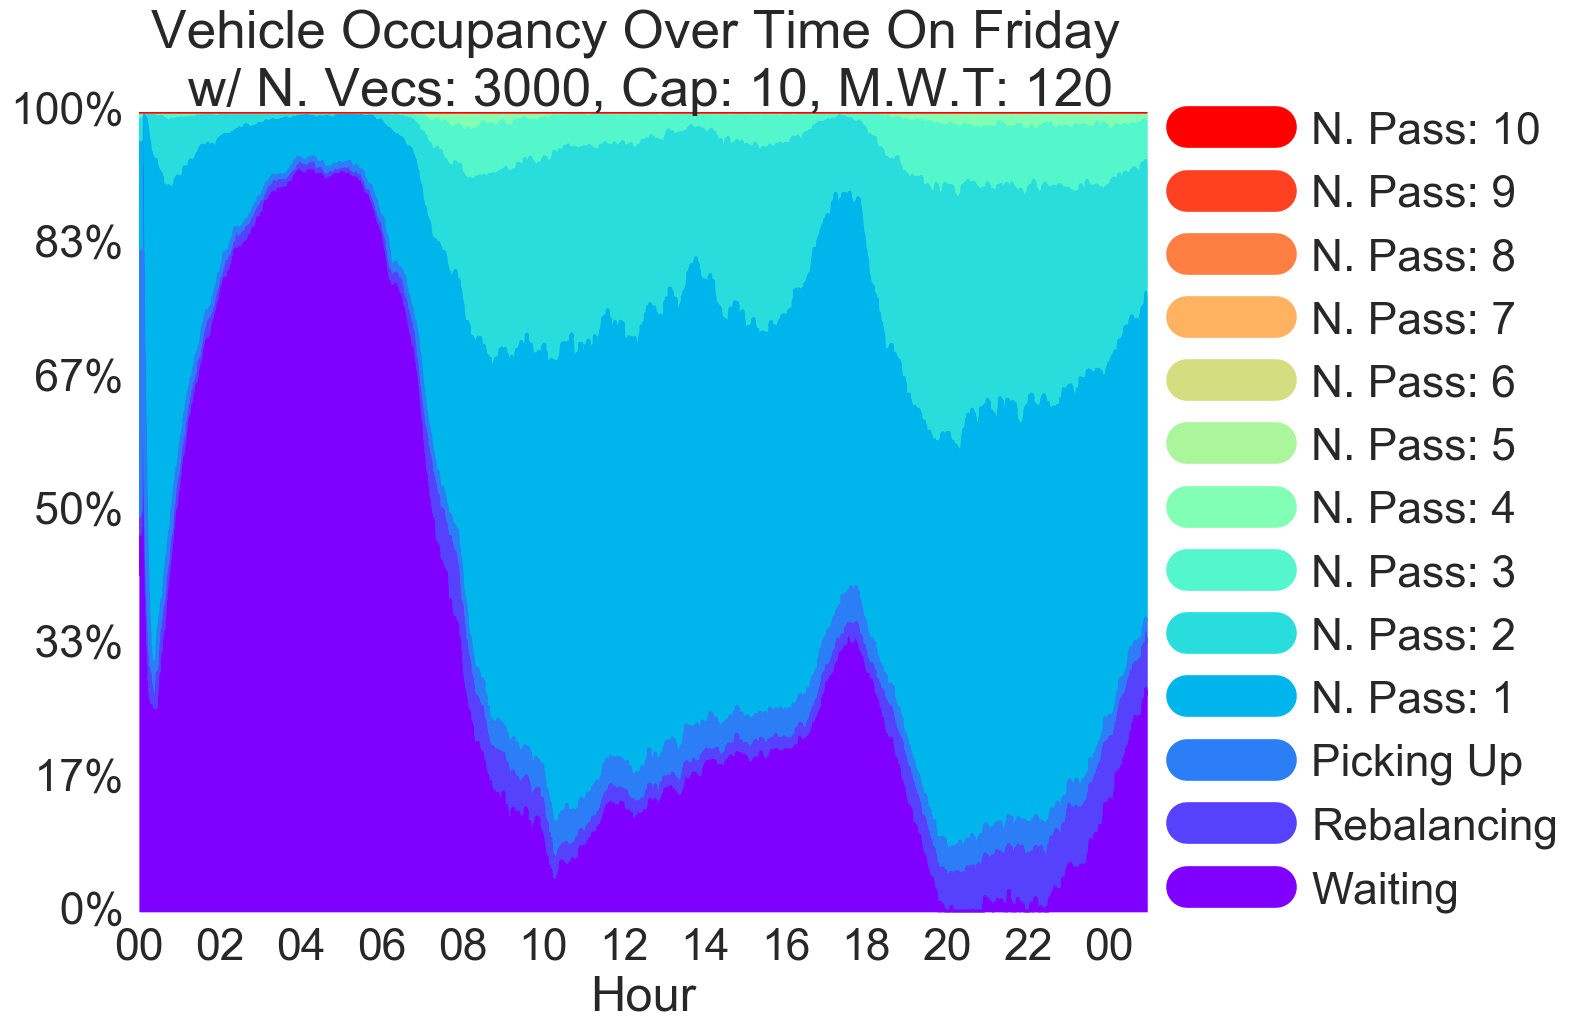 Vehicle Occupancy Over Time On Friday
w/ N. Vecs: 3000, Cap: 10, M.W.T: 120
100%
83%
67%
50%
33%
17%
0%
00 02 04 06 08 10 12 14 16 18 20 22 00
Hour
N. Pass: 10
N. Pass: 9
N. Pass: 8
N. Pass: 7
N. Pass: 6
N. Pass: 5
N. Pass: 4
N. Pass: 3
N. Pass: 2
N. Pass: 1
Picking Up
Rebalancing
Waiting